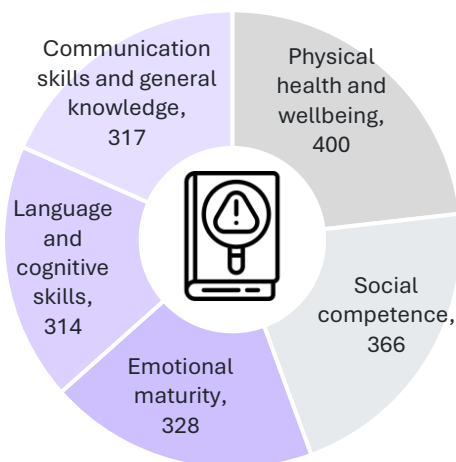 Communication
skills and general
knowledge,
317
Physical
health and
wellbeing,
400
Language
and
cognitive
skills,
314
Social
competence,
366
Emotional
maturity,
328